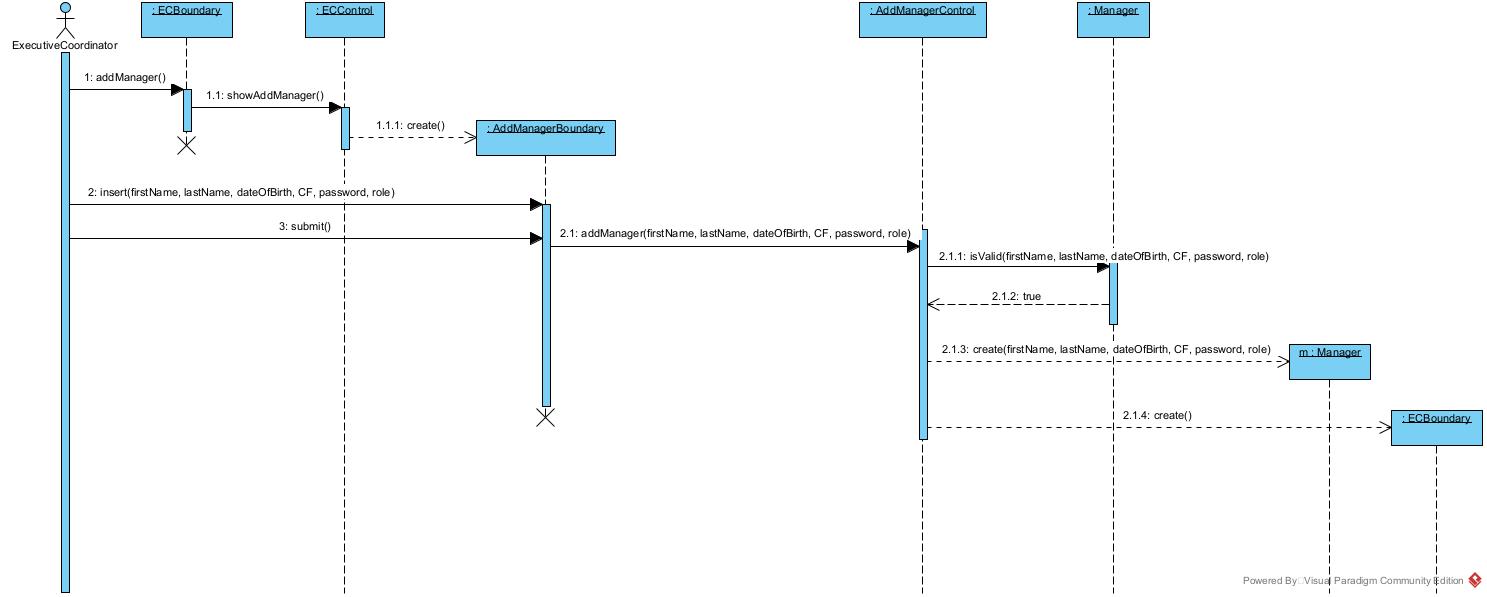 : ECBoundary
: ECControl
: AddManagerControl
: Manager
ExecutiveCoordinator
1: addManager()
1.1: showAddManager()
1.1.1: create()
: AddManagerBoundary
2: insert(firstName, lastName, dateOfBirth, CF, password, role)
3: submit()
2.1: addManager(firstName, lastName, dateOfBirth, CF, password, role)
2.1.1: isValid(firstName, lastName, dateOfBirth, CF, password, role)
2.1.2: true
2.1.3: create(firstName, lastName, dateOfBirth, CF, password, role)
m : Manager
2.1.4: create()
: ECBoundary
Powered By Visual Paradigm Community Edition